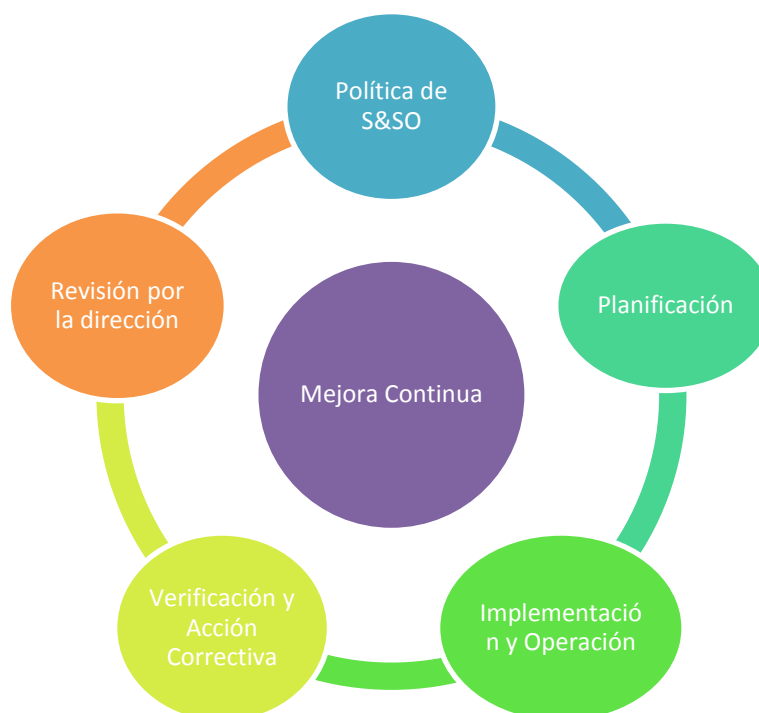 Política de
S&SO
Planificación
Implementació
n y Operación
Verificación y
Acción
Correctiva
Revisión por
la dirección
Mejora Continua